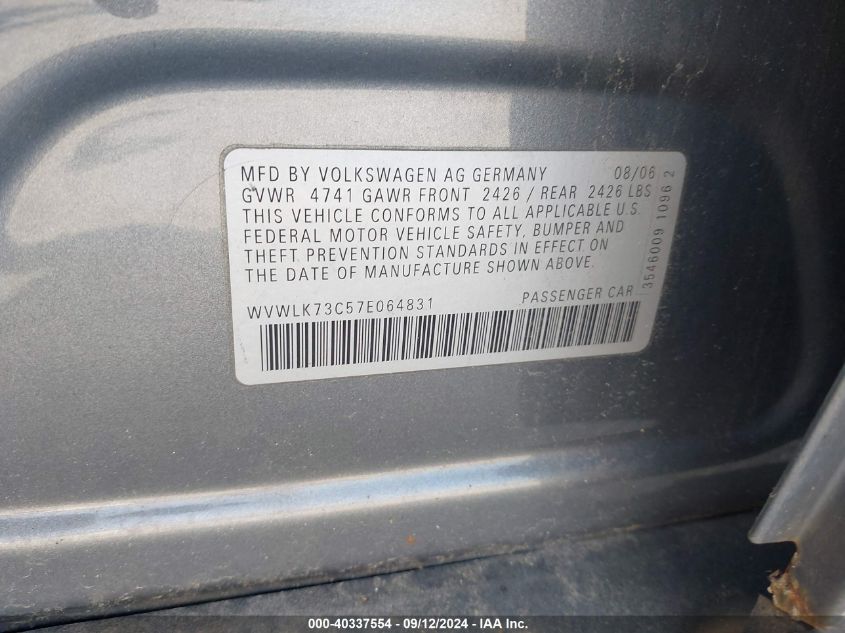 MFD BY VOLKSWAGEN AG GERMANY 08/06
GVWR 4741 GAWR FRONT 2426 / REAR 2426 LBS
THIS VEHICLE CONFORMS TO ALL APPLICABLE U.S.
FEDERAL MOTOR VEHICLE SAFETY, BUMPER AND
THEFT PREVENTION STANDARDS IN EFFECT ON
THE DATE OF MANUFACTURE SHOWN ABOVE.
WVWLK73C57E064831 PASSENGER CAR
3546009 1096 2
000-40337554 - 09/12/2024 - IAA Inc.